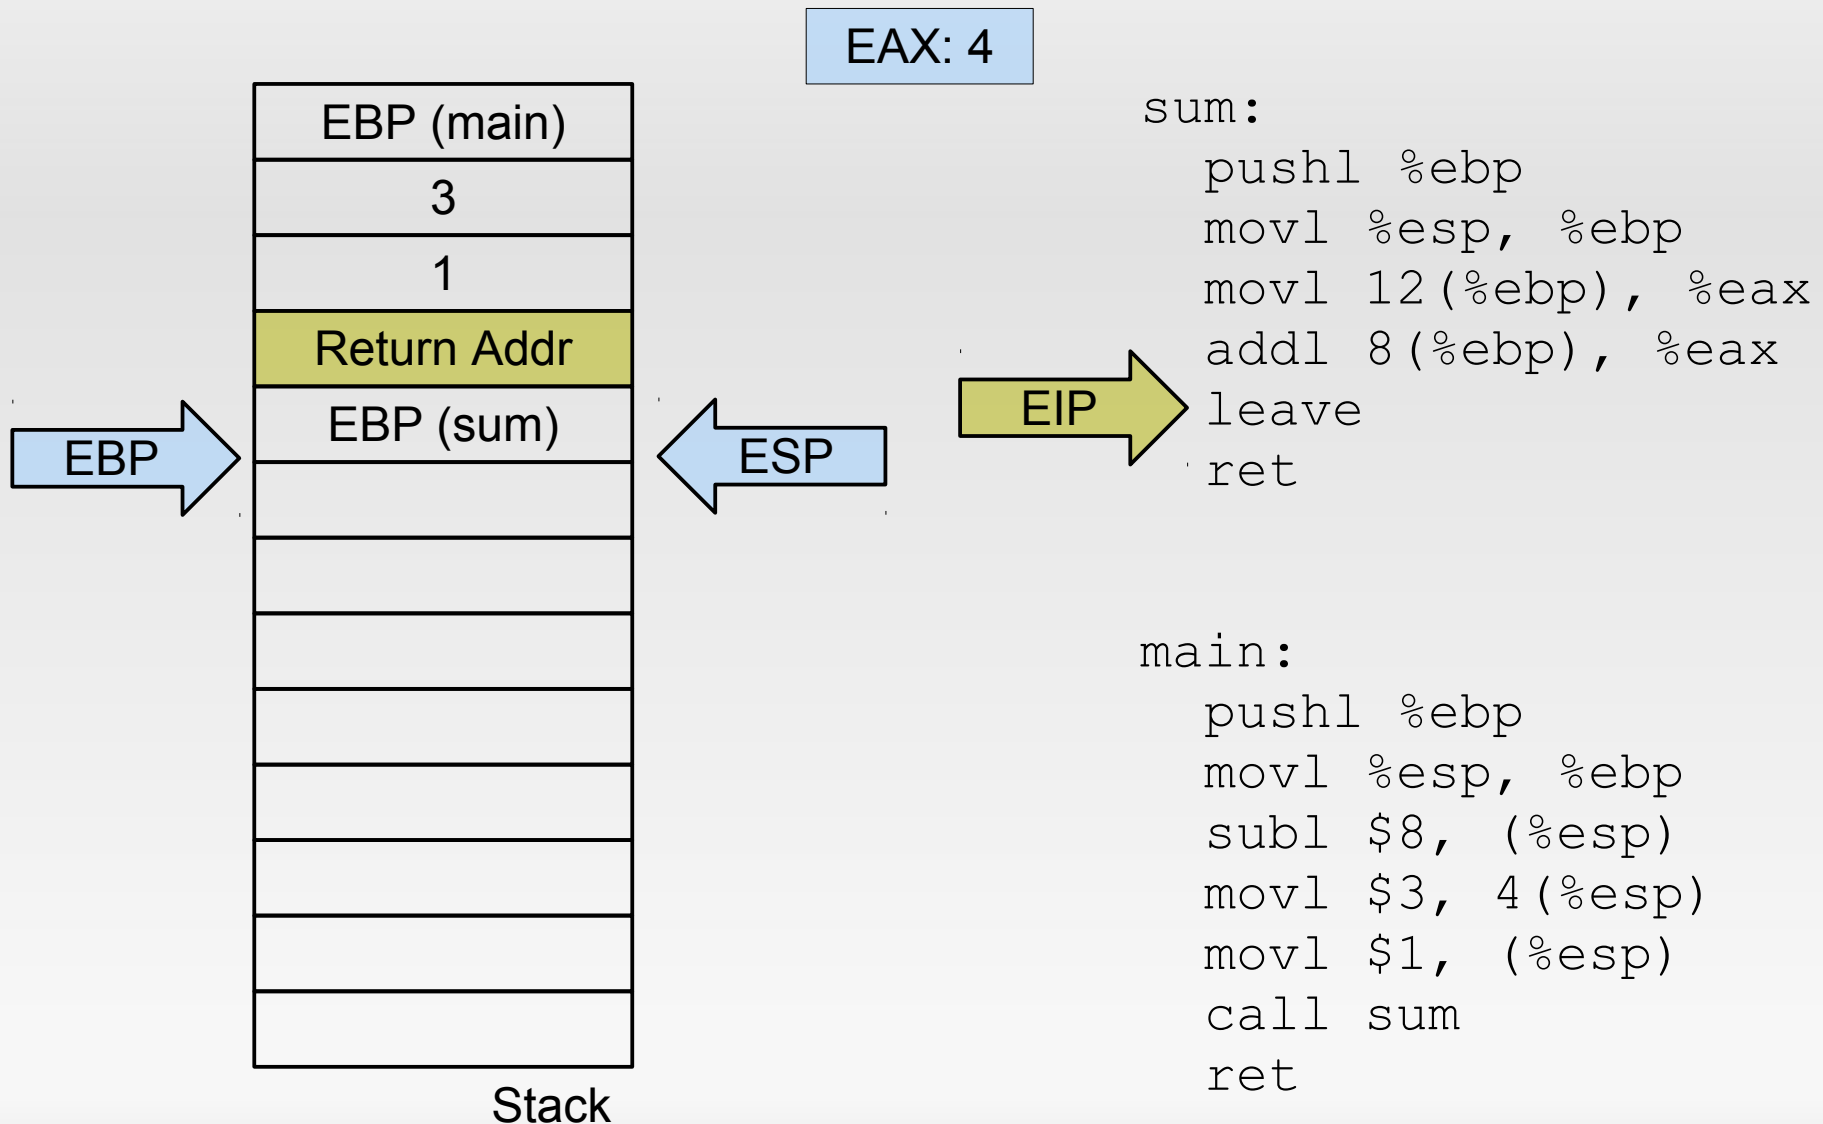 EAX: 4
EBP (main)
3
1
Return Addr
EBP (sum)
EBP
ESP
EIP
Stack
sum:
pushl %ebp
movl %esp, %ebp
movl 12(%ebp), %eax
addl 8(%ebp), %eax
leave
ret
main:
pushl %ebp
movl %esp, %ebp
subl $8, (%esp)
movl $3, 4(%esp)
movl $1, (%esp)
call sum
ret